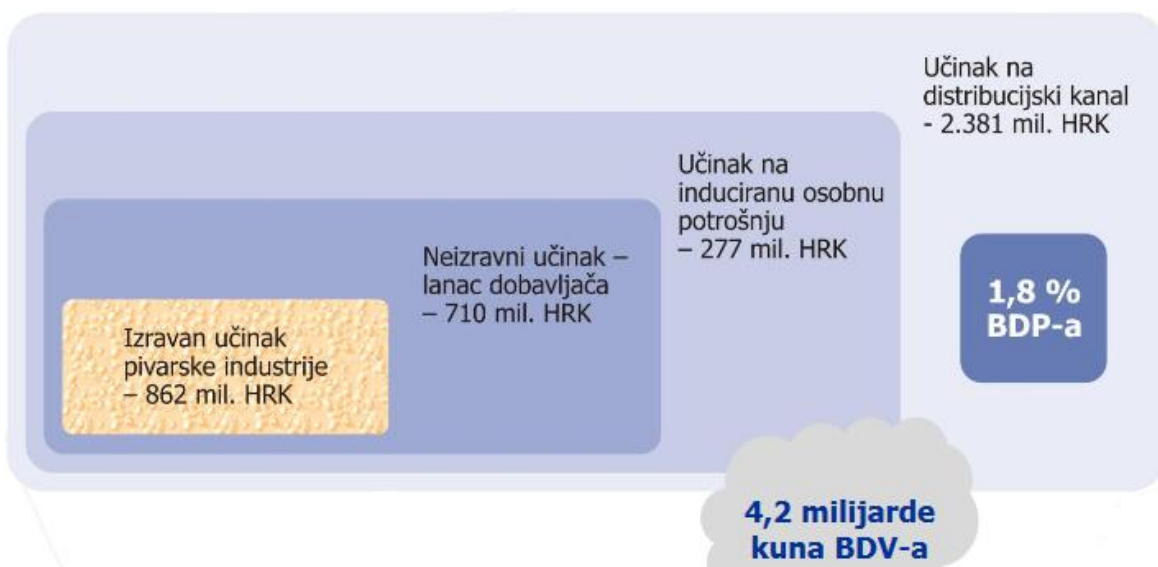 Učinak na
distribucijski kanal
- 2.381 mil. HRK
Učinak na
induciranu osobnu
potrošnju
– 277 mil. HRK
Neizravni učinak –
lanac dobavljača
– 710 mil. HRK
Izravan učinak
pivarske industrije
– 862 mil. HRK
1,8 %
BDP-a
4,2 milijarde
kuna BDV-a